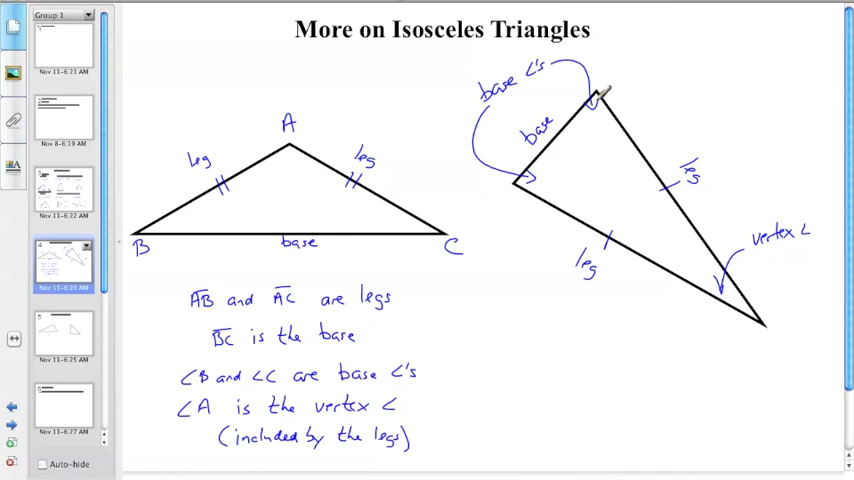 Group 1
Nov 11-6:21 AM
Nov 8-6:19 AM
Nov 11-6:22 AM
Nov 11-6:23 AM
Nov 11-6:25 AM
Nov 11-6:27 AM
Auto-hide
More on Isosceles Triangles
A
leg
leg
B
base
C
AB and AC are legs
BC is the base
∠B and ∠C are base ∠'s
∠A is the vertex ∠
(included by the legs)
base ∠'s
base
leg
leg
vertex ∠